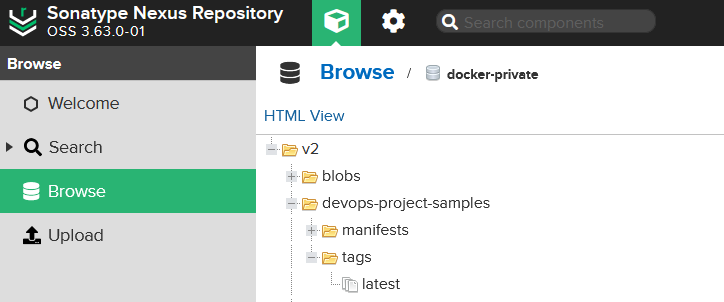 Sonatype Nexus Repository
OSS 3.63.0-01
Search components
Browse
Browse / docker-private
Welcome
HTML View
Search
v2
blobs
Browse
devops-project-samples
manifests
Upload
tags
latest